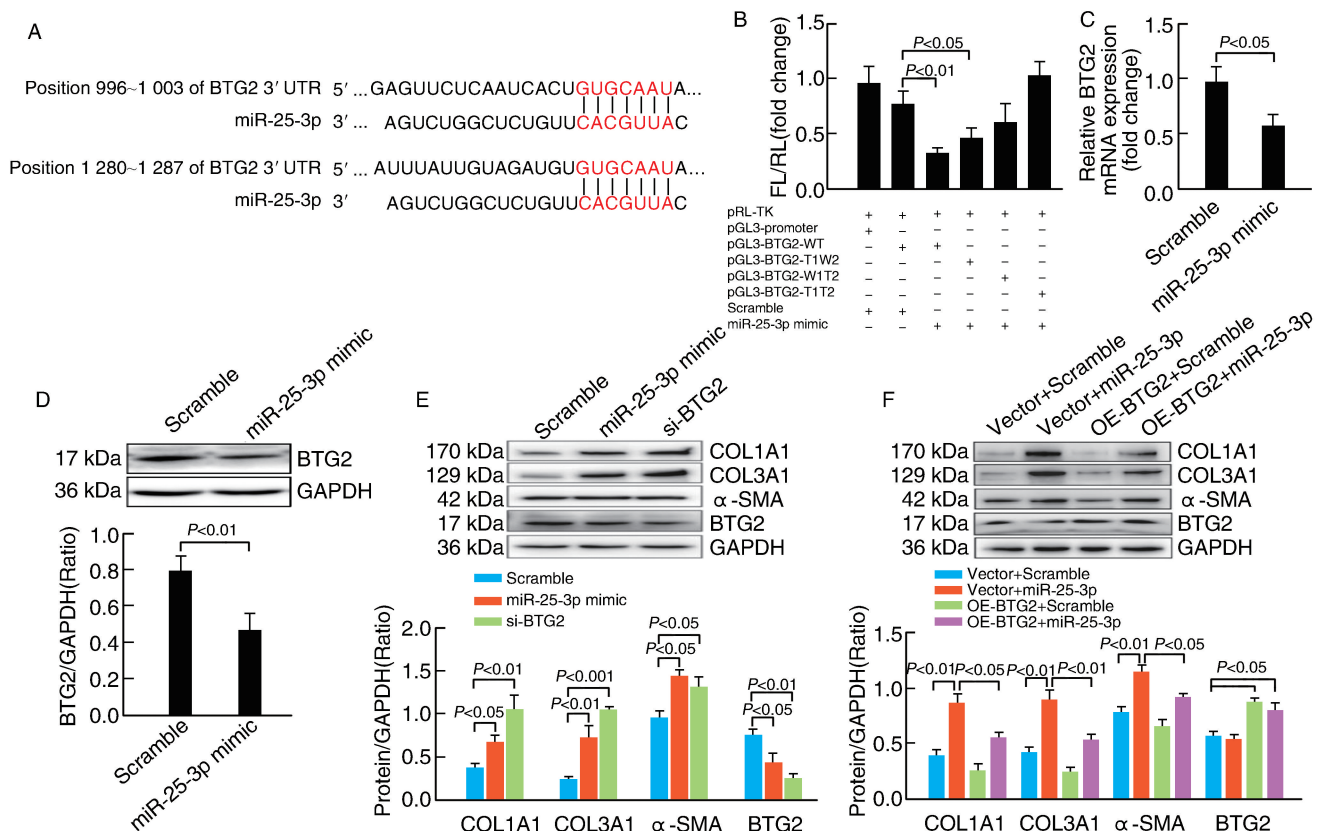 A
Position 996~1 003 of BTG2 3′ UTR 5′ ...GAGUUCUCAAUCACUGUGCAAUA...
miR-25-3p 3′ ... AGUCUGGCUCUGUUCACGUUAC
Position 1 280~1 287 of BTG2 3′ UTR 5′ ...AUUUAUUGUAGAUGUGUGCAAUA...
miR-25-3p 3′ AGUCUGGCUCUGUUCACGUUAC
B
FL/RL(fold change)
1.5
1.0
0.5
0
P<0.05
P<0.01
pRL-TK + + + + + +
pGL3-promoter + – – – – –
pGL3-BTG2-WT – + + – – –
pGL3-BTG2-T1W2 – – – + – –
pGL3-BTG2-W1T2 – – – – + –
pGL3-BTG2-T1T2 – – – – – +
Scramble + + – – – –
miR-25-3p mimic – – + + + +
C
Relative BTG2
mRNA expression
(fold change)
1.5
1.0
0.5
1.0
P<0.05
Scramble
miR-25-3p mimic
D
Scramble
miR-25-3p mimic
17 kDa BTG2
36 kDa GAPDH
BTG2/GAPDH(Ratio)
1.0
0.8
0.6
0.4
0.2
0.0
P<0.01
Scramble
miR-25-3p mimic
E
Scramble
miR-25-3p mimic
si-BTG2
170 kDa COL1A1
129 kDa COL3A1
42 kDa α-SMA
17 kDa BTG2
36 kDa GAPDH
Scramble
miR-25-3p mimic
si-BTG2
Protein/GAPDH(Ratio)
2.0
1.5
1.0
0.5
0.0
P<0.01
P<0.05
P<0.001
P<0.01
P<0.05
P<0.05
P<0.01
P<0.05
COL1A1 COL3A1 α-SMA BTG2
F
Vector+Scramble
Vector+miR-25-3p
OE-BTG2+Scramble
OE-BTG2+miR-25-3p
170 kDa COL1A1
129 kDa COL3A1
42 kDa α-SMA
17 kDa BTG2
36 kDa GAPDH
Vector+Scramble
Vector+miR-25-3p
OE-BTG2+Scramble
OE-BTG2+miR-25-3p
Protein/GAPDH(Ratio)
1.5
1.0
0.5
0.0
P<0.01 P<0.05
P<0.01 P<0.01
P<0.01 P<0.05
P<0.05
COL1A1 COL3A1 α-SMA BTG2